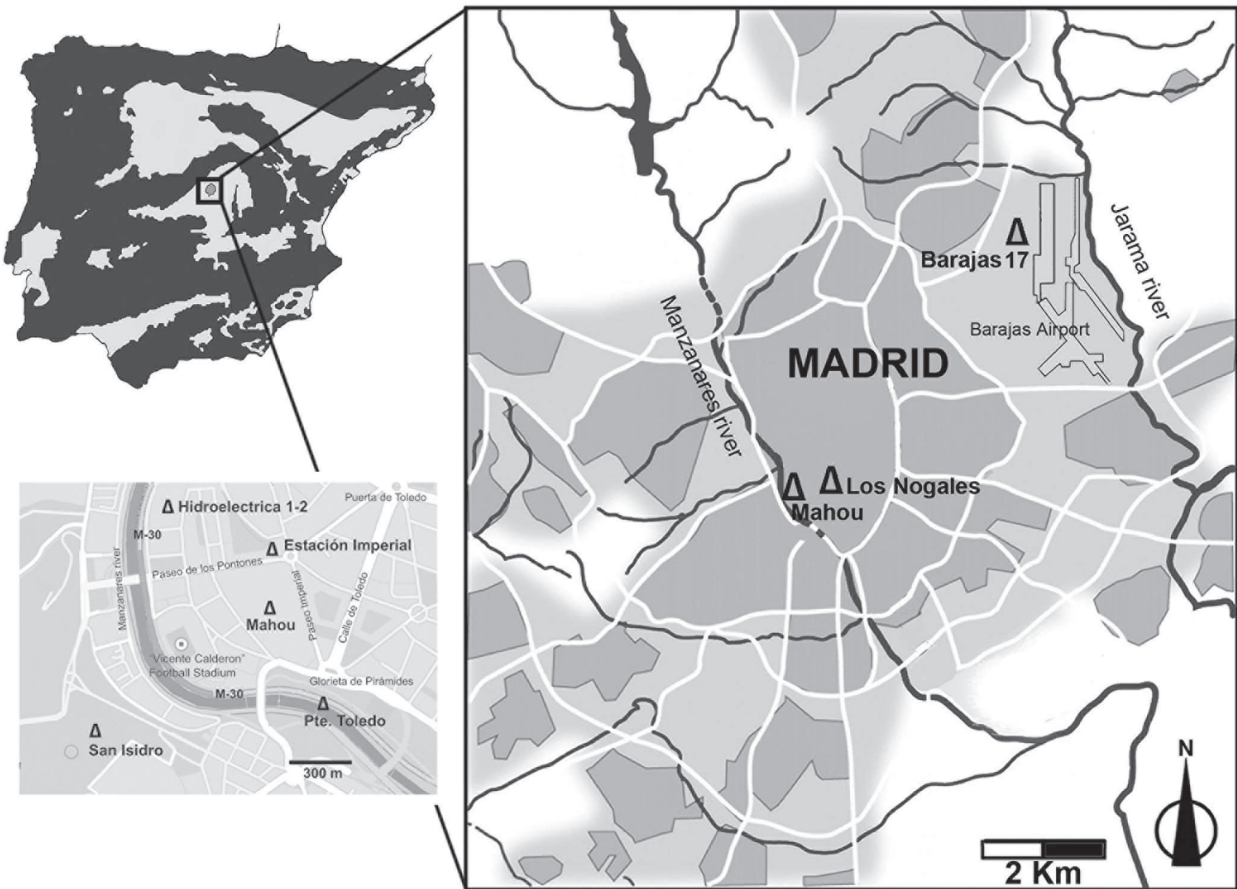 Jarama river
Barajas 17
Barajas Airport
Manzanares river
MADRID
Los Nogales
Mahou
N
2 Km
Puerta de Toledo
Hidroelectrica 1-2
M-30
Estación Imperial
Paseo de los Pontones
Manzanares river
Paseo Imperial
Calle de Toledo
Mahou
"Vicente Calderon"
Football Stadium
Glorieta de Pirámides
M-30
Pte. Toledo
San Isidro
300 m